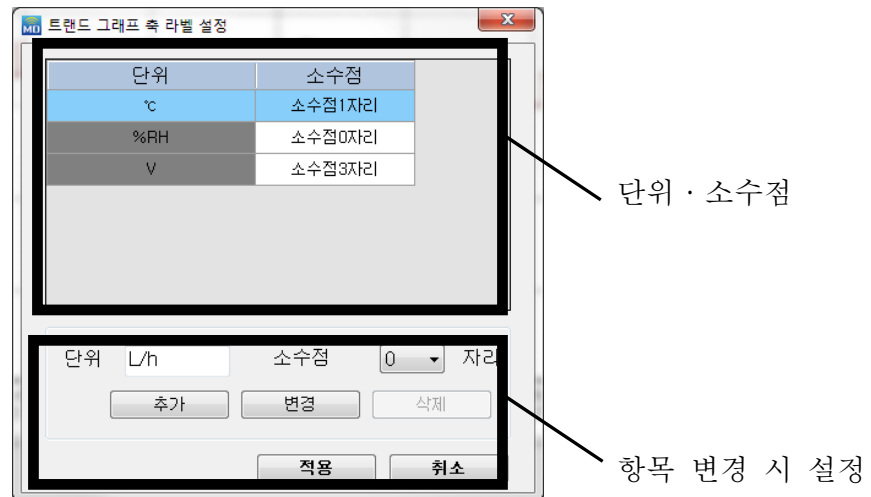 MD 트랜드 그래프 축 라벨 설정 x
단위 소수점
℃ 소수점1자리
%RH 소수점0자리
V 소수점3자리
단위 · 소수점
단위 L/h 소수점 0 자리
추가 변경 삭제
적용 취소
항목 변경 시 설정